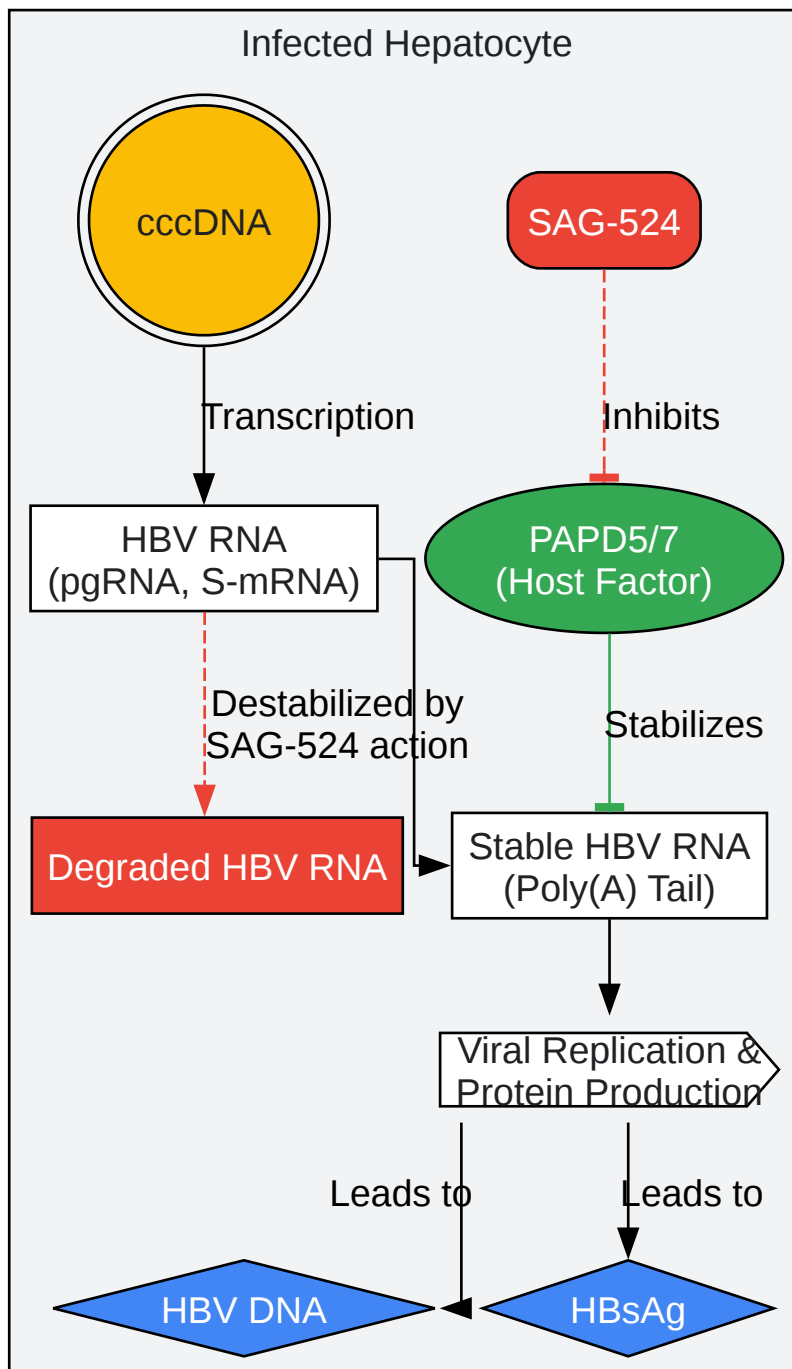 Infected Hepatocyte
cccDNA
SAG-524
Transcription
Inhibits
HBV RNA
(pgRNA, S-mRNA)
PAPD5/7
(Host Factor)
Destabilized by
SAG-524 action
Stabilizes
Degraded HBV RNA
Stable HBV RNA
(Poly(A) Tail)
Viral Replication &
Protein Production
Leads to
Leads to
HBV DNA
HBsAg